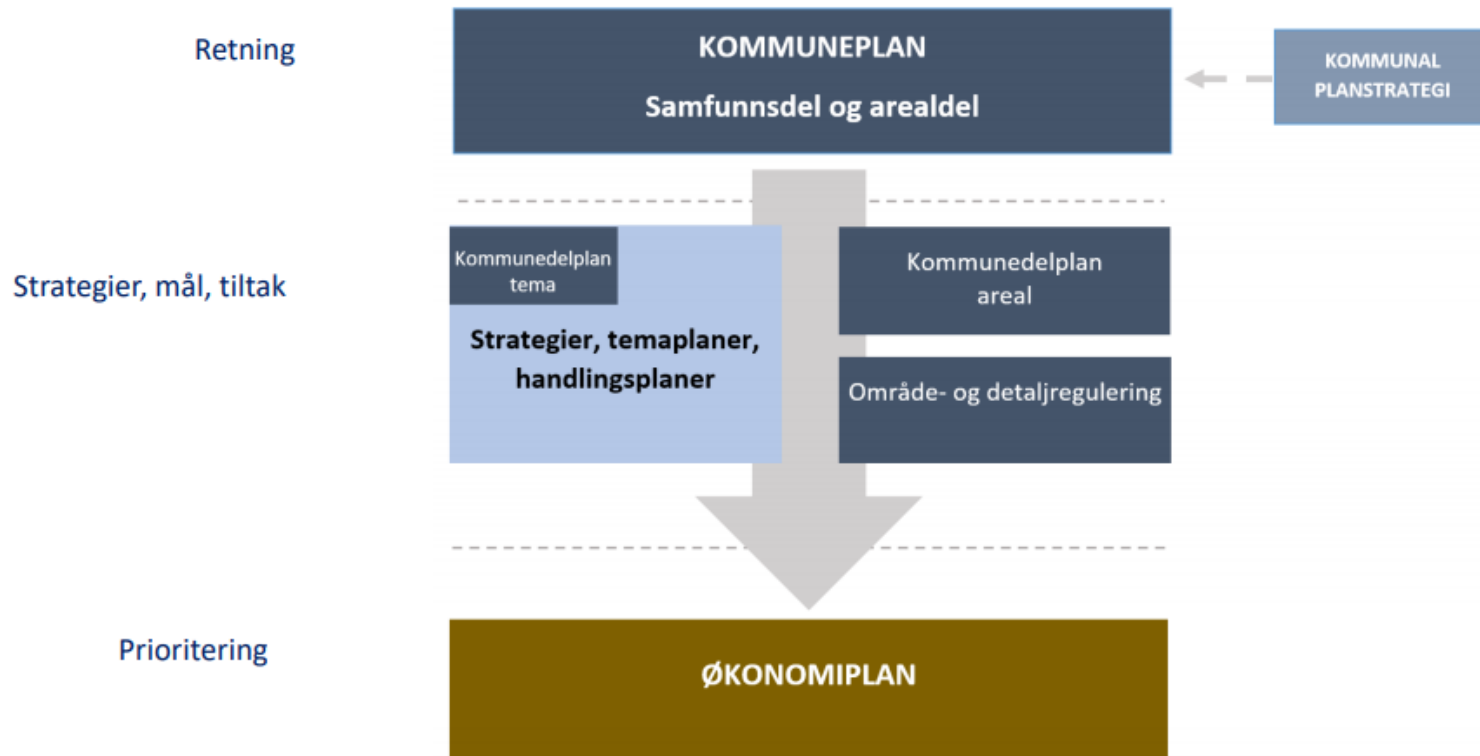 Retning
KOMMUNEPLAN
Samfunnsdel og arealdel
KOMMUNAL
PLANSTRATEGI
Strategier, mål, tiltak
Kommunedelplan
tema
Strategier, temaplaner,
handlingsplaner
Kommunedelplan
areal
Område- og detaljregulering
Prioritering
ØKONOMIPLAN